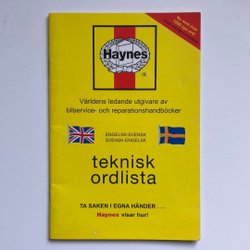 Haynes
®
Världens ledande utgivare av
bilservice- och reparationshandböcker
ENGELSK-SVENSK
SVENSK-ENGELSK
teknisk
ordlista
TA SAKEN I EGNA HÄNDER . . .
Haynes visar hur!